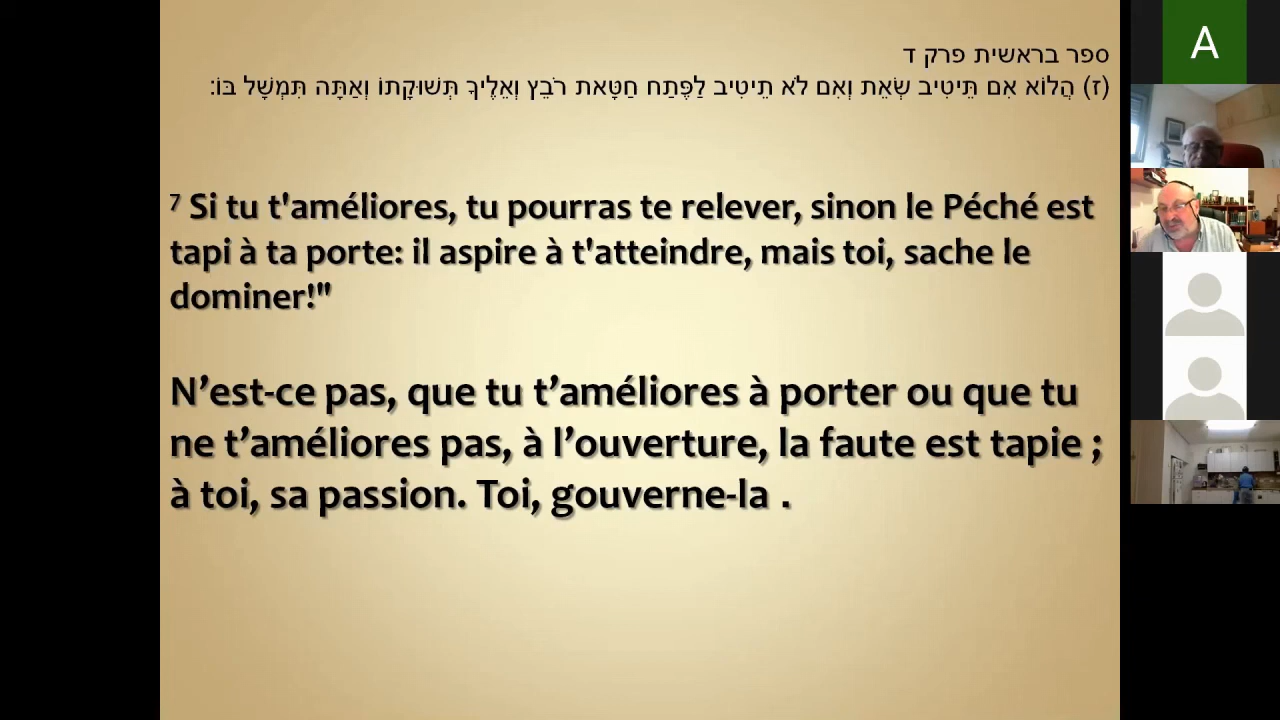 ספר בראשית פרק ד
(ז) הֲלוֹא אִם תֵּיטִיב שְׂאֵת וְאִם לֹא תֵיטִיב לַפֶּתַח חַטָּאת רֹבֵץ וְאֵלֶיךָ תְּשׁוּקָתוֹ וְאַתָּה תִּמְשָׁל בּוֹ:
7 Si tu t'améliores, tu pourras te relever, sinon le Péché est
tapi à ta porte: il aspire à t'atteindre, mais toi, sache le
dominer!"
N’est-ce pas, que tu t’améliores à porter ou que tu
ne t’améliores pas, à l’ouverture, la faute est tapie ;
à toi, sa passion. Toi, gouverne-la .
A